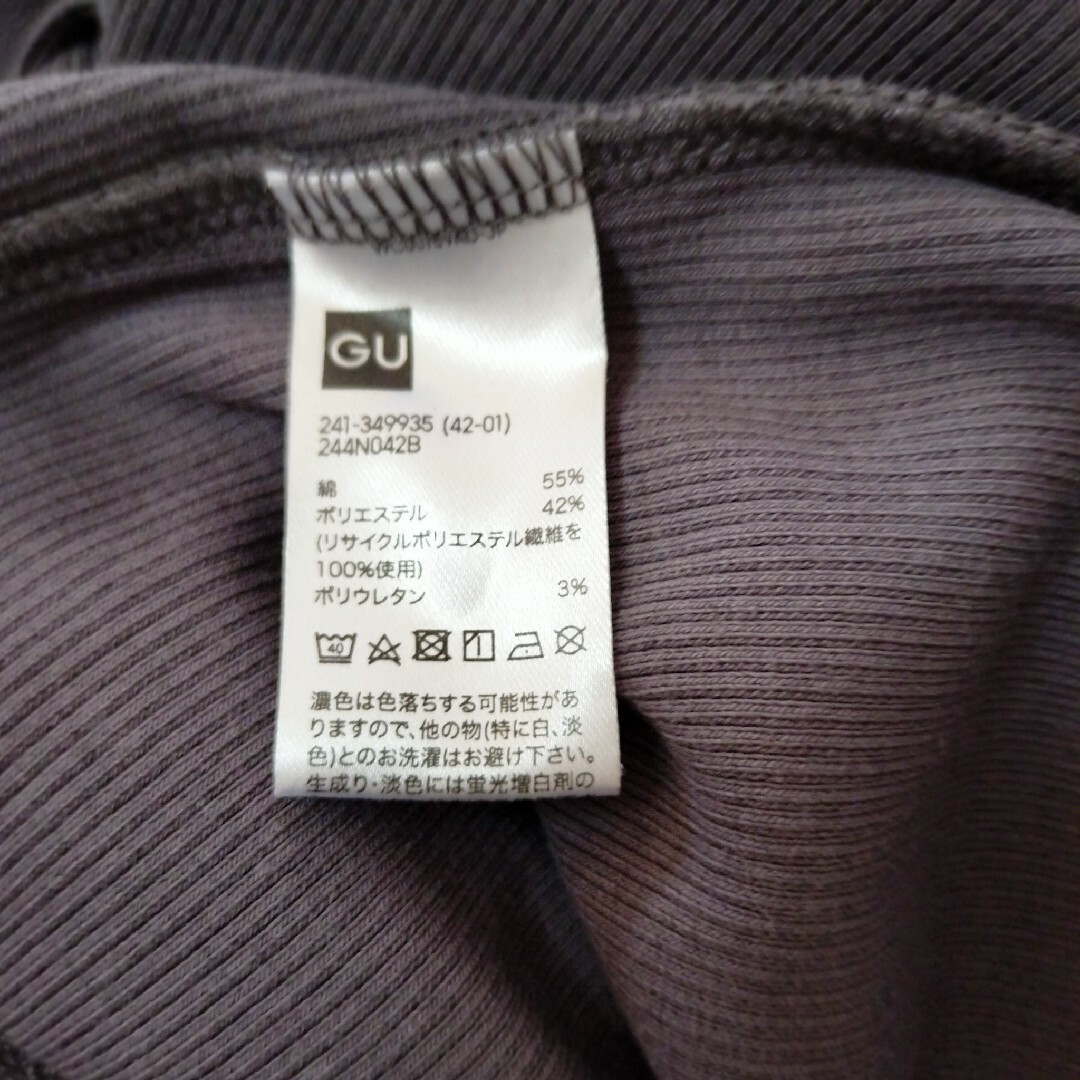 GU
241-349935 (42-01)
244N042B
綿 55%
ポリエステル 42%
(リサイクルポリエステル繊維を
100%使用)
ポリウレタン 3%
40
濃色は色落ちする可能性があ
りますので、他の物(特に白、淡
色)とのお洗濯はお避け下さい。
生成り・淡色には蛍光増白剤の